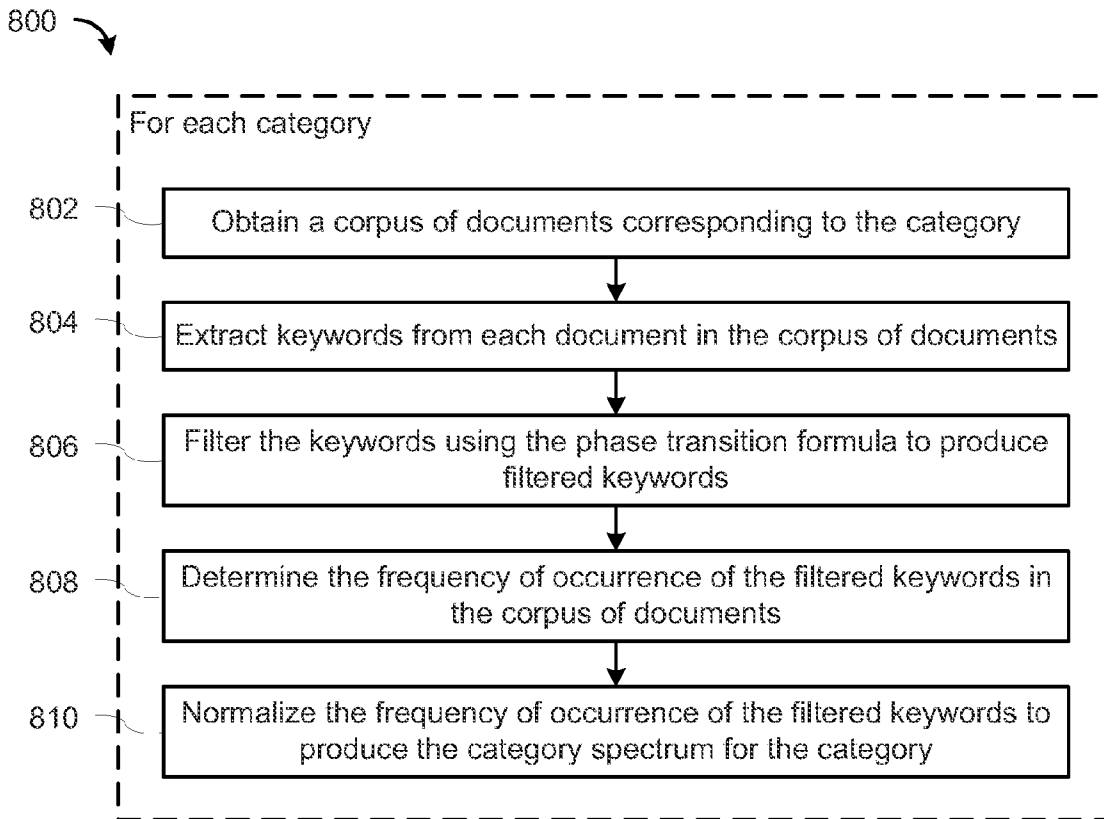 800
For each category
802
Obtain a corpus of documents corresponding to the category
804
Extract keywords from each document in the corpus of documents
806
Filter the keywords using the phase transition formula to produce
filtered keywords
808
Determine the frequency of occurrence of the filtered keywords in
the corpus of documents
810
Normalize the frequency of occurrence of the filtered keywords to
produce the category spectrum for the category